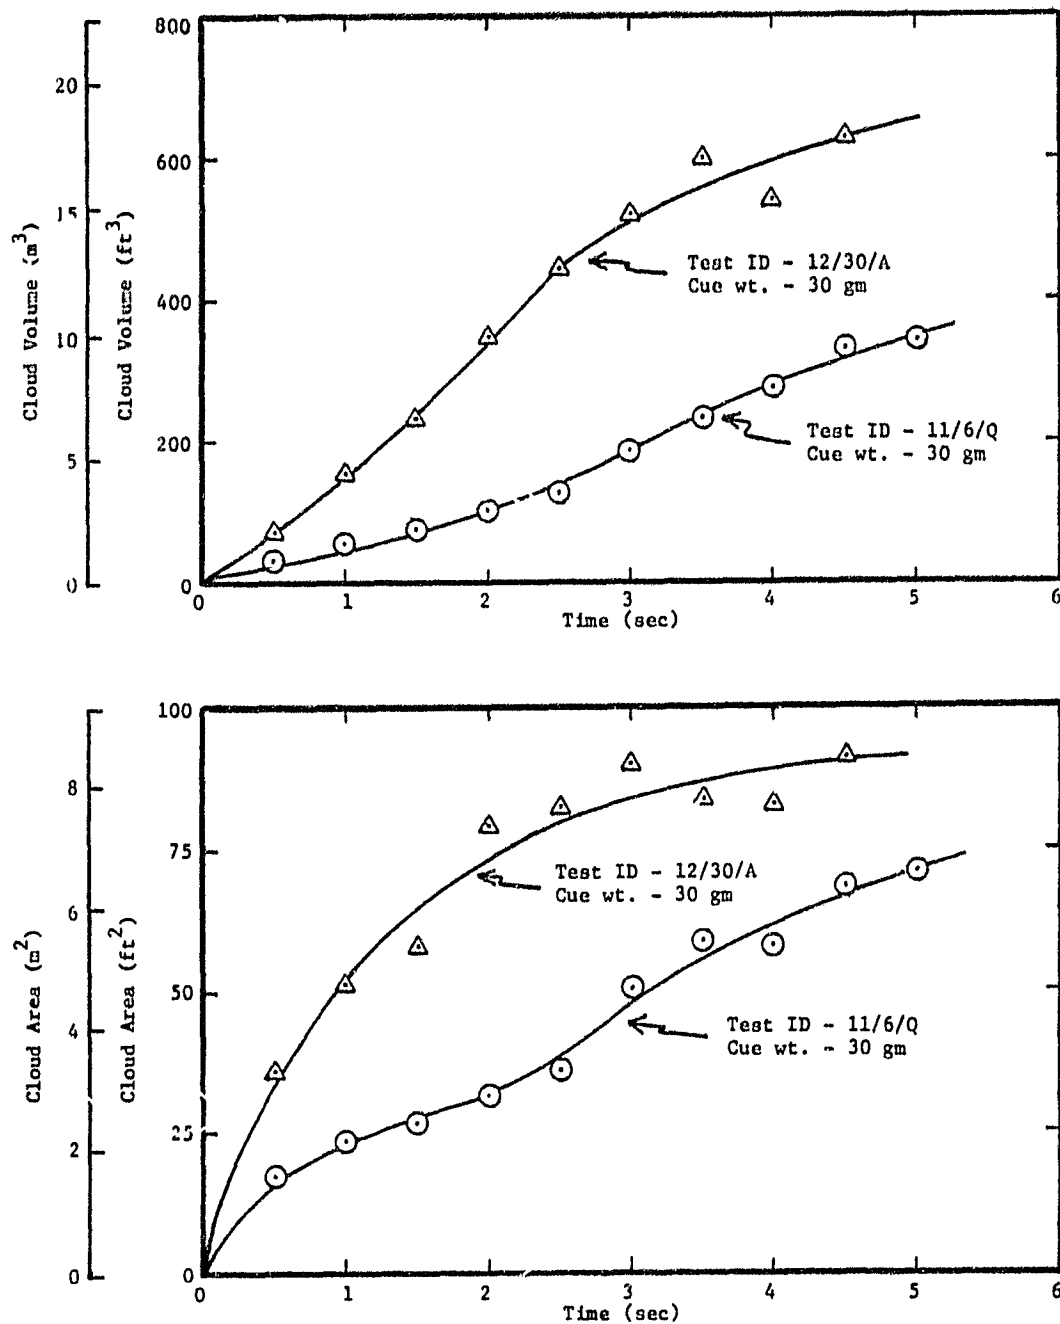 800
20
600
15
Cloud Volume (m3)
Cloud Volume (ft3)
Test ID - 12/30/A
Cue wt. - 30 gm
400
10
Test ID - 11/6/Q
Cue wt. - 30 gm
200
5
0
0
0 1 2 3 4 5 6
Time (sec)
100
8
75
Test ID - 12/30/A
Cue wt. - 30 gm
6
Cloud Area (m2)
Cloud Area (ft2)
50
4
Test ID - 11/6/Q
Cue wt. - 30 gm
25
2
0
0
0 1 2 3 4 5 6
Time (sec)